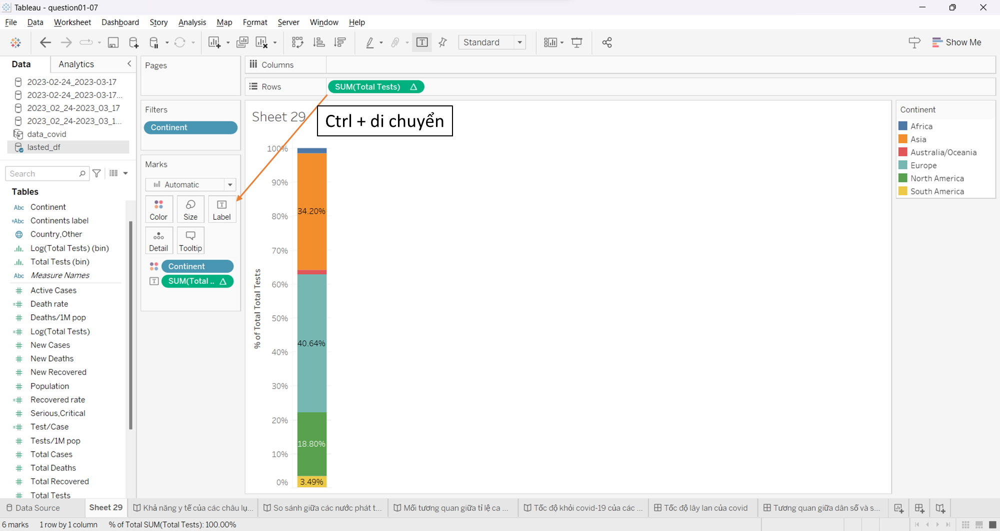 Tableau - question01-07
File Data Worksheet Dashboard Story Analysis Map Format Server Window Help
Standard
Show Me
Data Analytics
2023-02-24_2023-03-17
2023-02-24_2023-03-17...
2023_02_24-2023_03_17
2023_02_24-2023_03_1...
data_covid
lasted_df
Search
Tables
Abc Continent
=Abc Continents label
Country,Other
Log(Total Tests) (bin)
Total Tests (bin)
Abc Measure Names
# Active Cases
=# Death rate
# Deaths/1M pop
=# Log(Total Tests)
# New Cases
# New Deaths
# New Recovered
# Population
=# Recovered rate
# Serious,Critical
=# Test/Case
# Tests/1M pop
# Total Cases
# Total Deaths
# Total Recovered
# Total Tests
Pages
Filters
Continent
Marks
Automatic
Color Size Label
Detail Tooltip
Continent
SUM(Total .. Δ
Columns
Rows SUM(Total Tests) Δ
Sheet 29
Ctrl + di chuyển
% of Total Total Tests
100%
90%
80%
70%
60%
50%
40%
30%
20%
10%
0%
34.20%
40.64%
18.80%
3.49%
Continent
Africa
Asia
Australia/Oceania
Europe
North America
South America
Data Source
Sheet 29
Khả năng y tế của các châu lụ...
So sánh giữa các nước phát t...
Mối tương quan giữa tỉ lệ ca ...
Tốc độ khỏi covid-19 của các ...
Tốc độ lây lan của covid
Tương quan giữa dân số và s...
6 marks 1 row by 1 column % of Total SUM(Total Tests): 100.00%